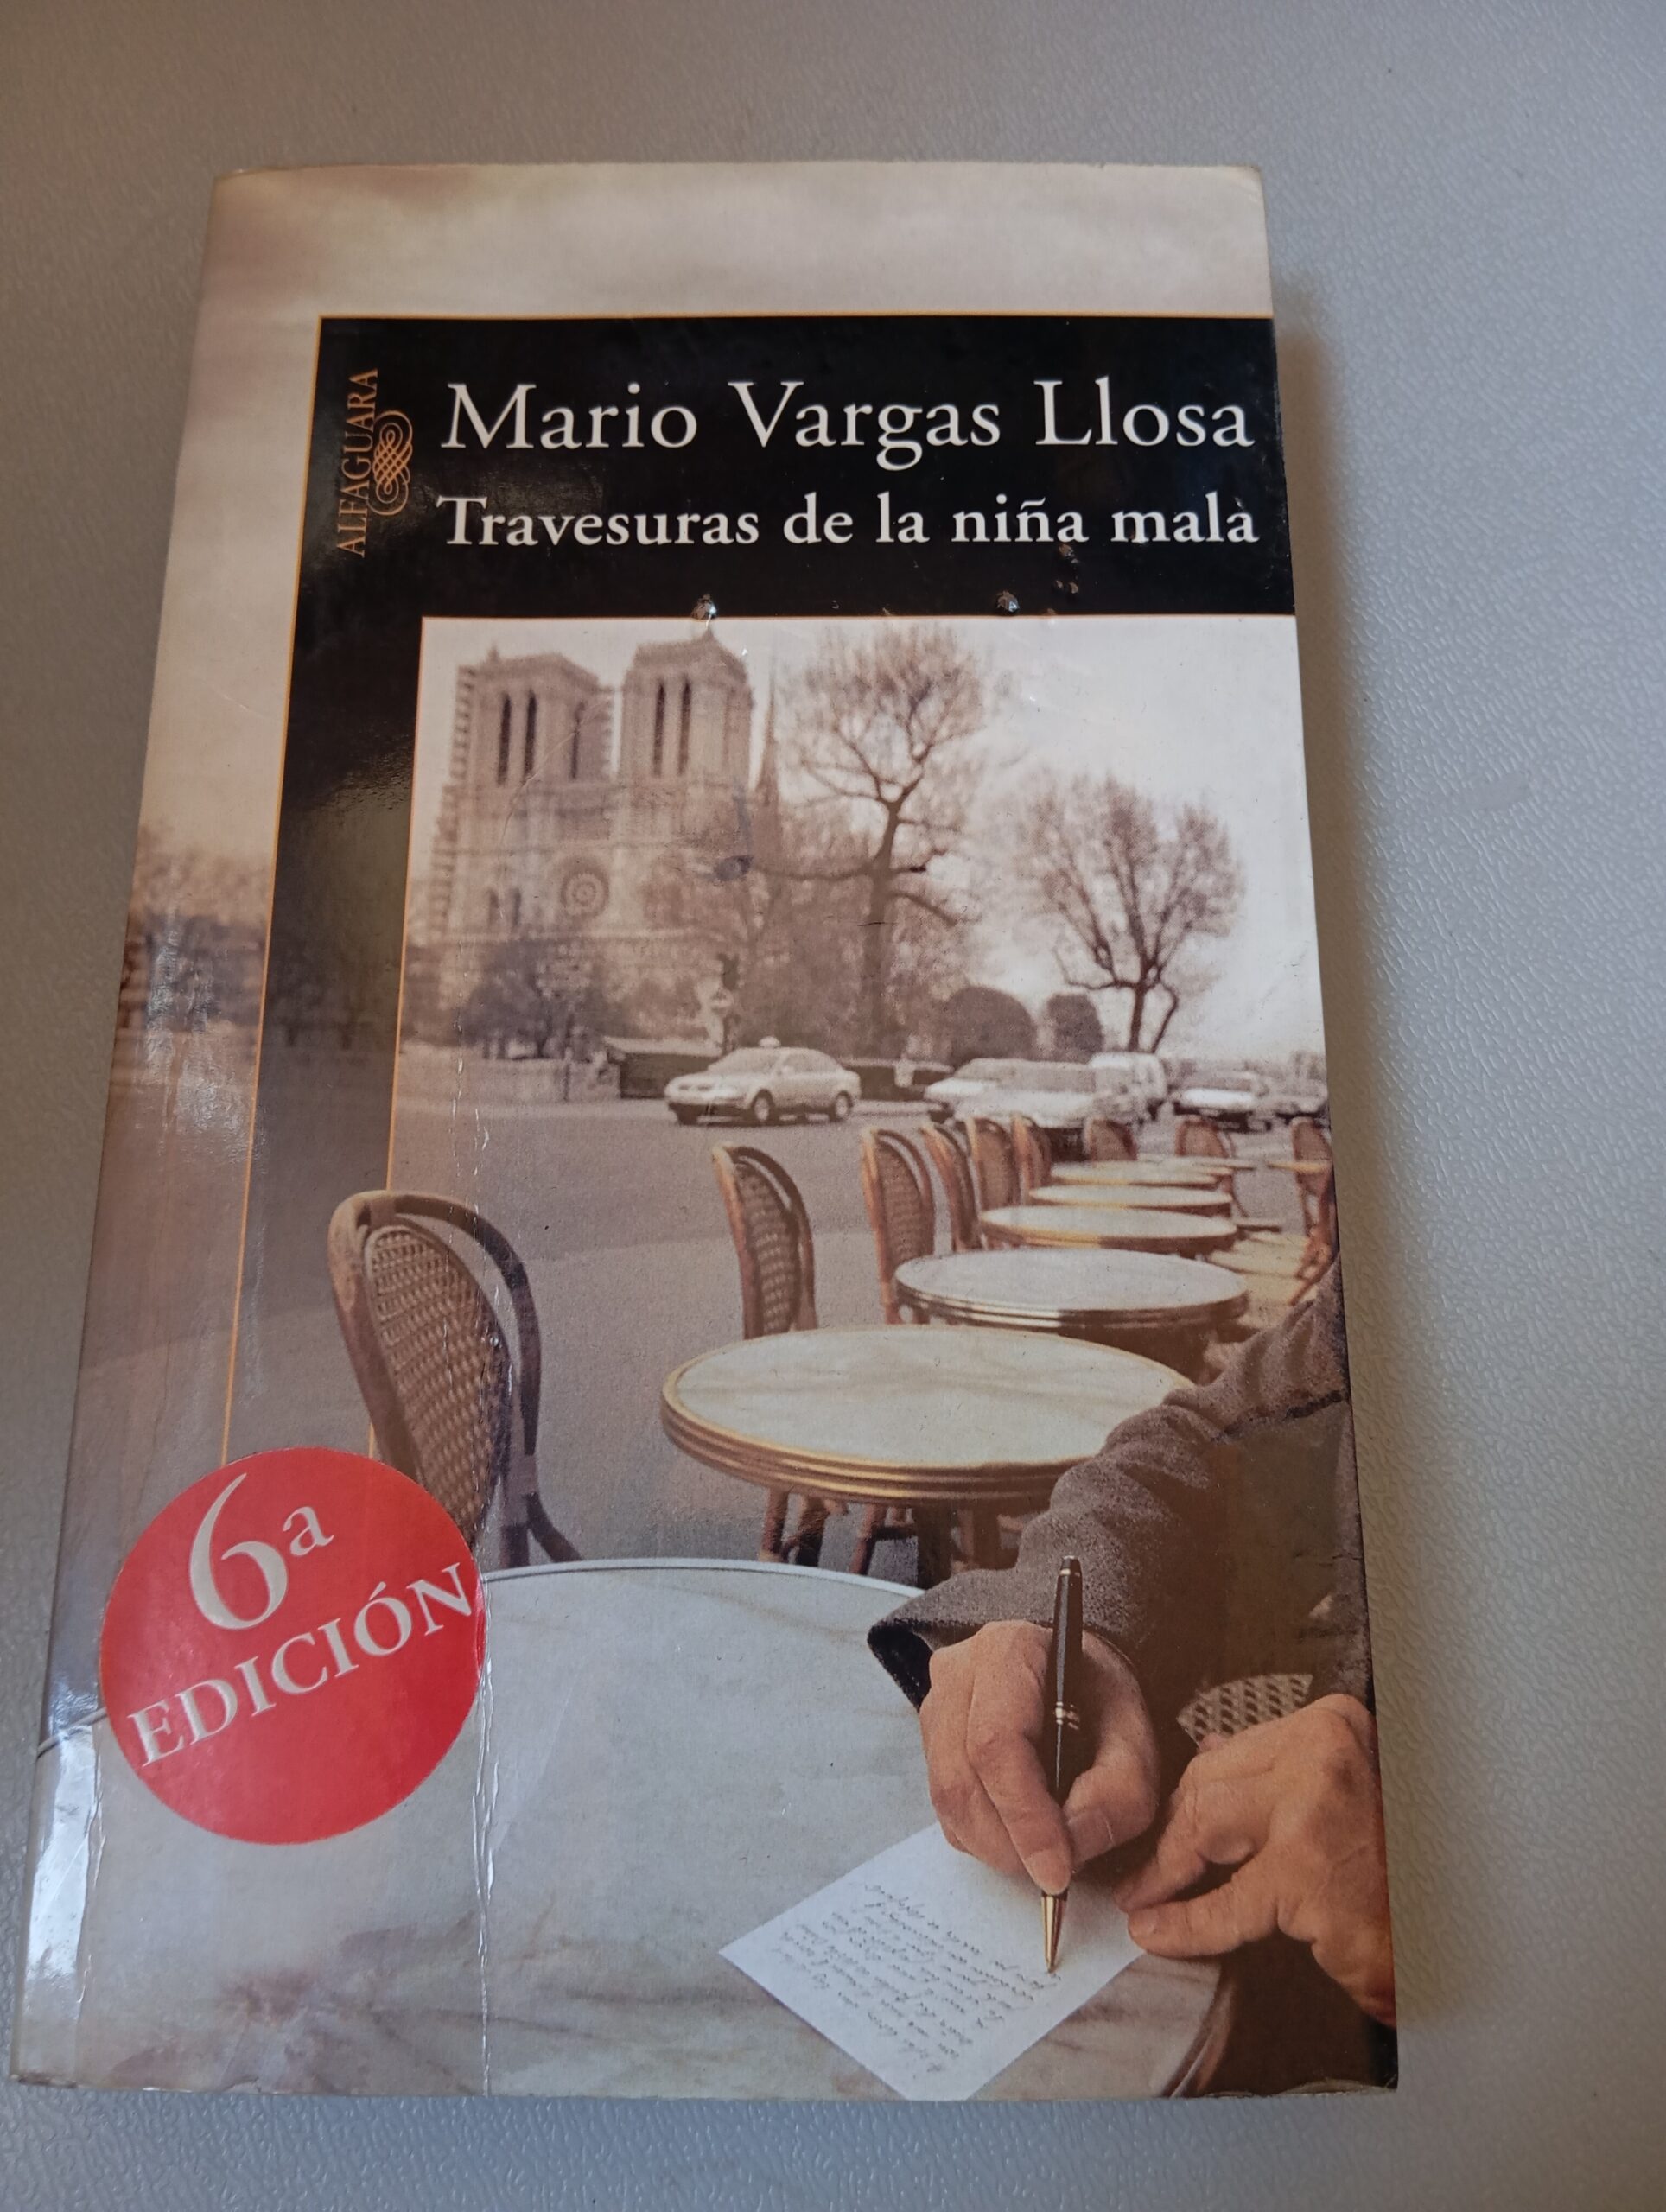 ALFAGUARA
Mario Vargas Llosa
Travesuras de la niña mala
6a
EDICIÓN